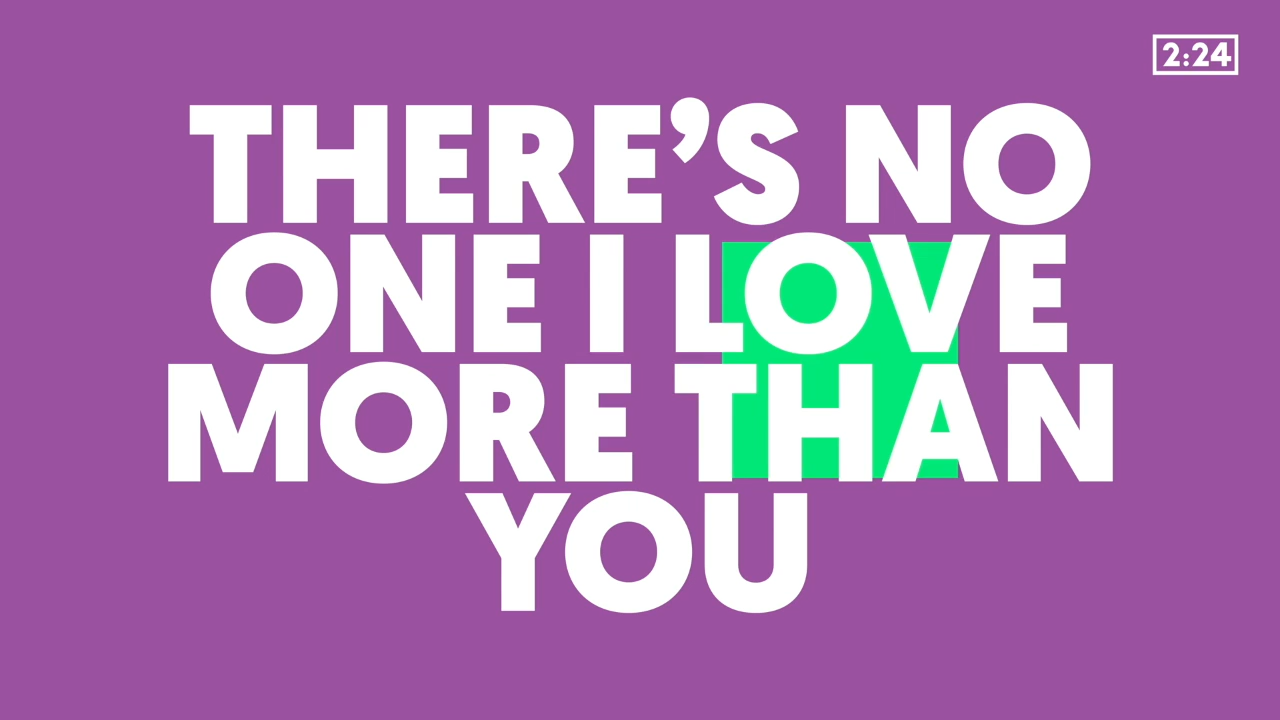 2:24
THERE’S NO
ONE I LOVE
MORE THAN
YOU